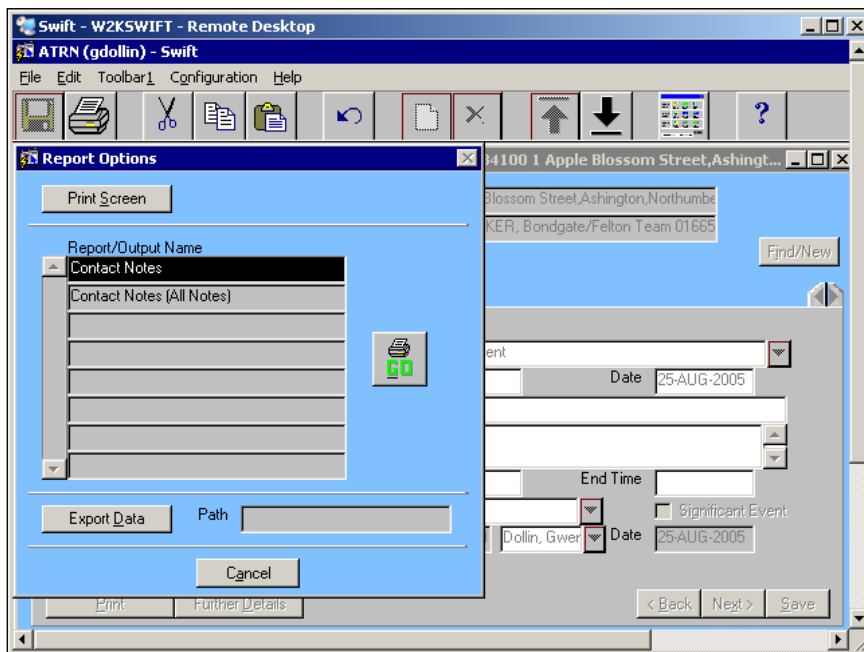 Swift - W2KSWIFT - Remote Desktop
ATRN (gdollin) - Swift
File Edit Toolbar1 Configuration Help
?
Report Options
34100 1 Apple Blossom Street,Ashingt...
Print Screen
Blossom Street,Ashington,Northumbe
KER, Bondgate/Felton Team 01665
Find/New
Report/Output Name
Contact Notes
Contact Notes (All Notes)
GO
ent
Date 25-AUG-2005
End Time
Significant Event
Dollin, Gwer Date 25-AUG-2005
Export Data Path
Cancel
Print Further Details < Back Next > Save